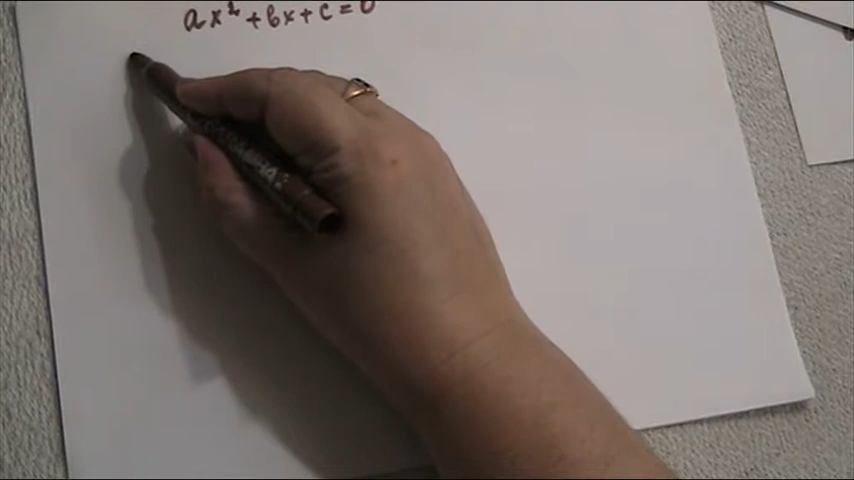 ax² + bx + c = 0